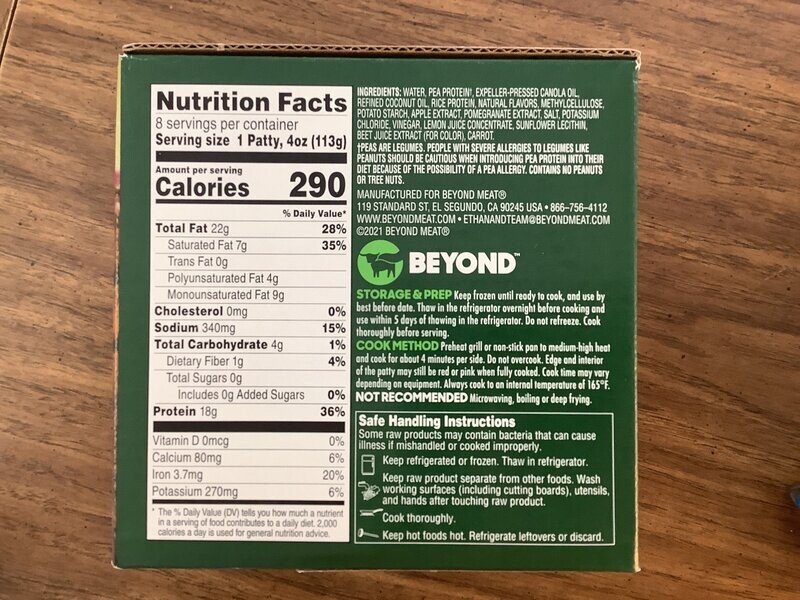 Nutrition Facts
8 servings per container
Serving size 1 Patty, 4oz (113g)
Amount per serving
Calories 290
% Daily Value*
Total Fat 22g 28%
Saturated Fat 7g 35%
Trans Fat 0g
Polyunsaturated Fat 4g
Monounsaturated Fat 9g
Cholesterol 0mg 0%
Sodium 340mg 15%
Total Carbohydrate 4g 1%
Dietary Fiber 1g 4%
Total Sugars 0g
Includes 0g Added Sugars 0%
Protein 18g 36%
Vitamin D 0mcg 0%
Calcium 80mg 6%
Iron 3.7mg 20%
Potassium 270mg 6%
* The % Daily Value (DV) tells you how much a nutrient
in a serving of food contributes to a daily diet. 2,000
calories a day is used for general nutrition advice.
INGREDIENTS: WATER, PEA PROTEIN†, EXPELLER-PRESSED CANOLA OIL,
REFINED COCONUT OIL, RICE PROTEIN, NATURAL FLAVORS, METHYLCELLULOSE,
POTATO STARCH, APPLE EXTRACT, POMEGRANATE EXTRACT, SALT, POTASSIUM
CHLORIDE, VINEGAR, LEMON JUICE CONCENTRATE, SUNFLOWER LECITHIN,
BEET JUICE EXTRACT (FOR COLOR), CARROT.
†PEAS ARE LEGUMES. PEOPLE WITH SEVERE ALLERGIES TO LEGUMES LIKE
PEANUTS SHOULD BE CAUTIOUS WHEN INTRODUCING PEA PROTEIN INTO THEIR
DIET BECAUSE OF THE POSSIBILITY OF A PEA ALLERGY. CONTAINS NO PEANUTS
OR TREE NUTS.
MANUFACTURED FOR BEYOND MEAT®
119 STANDARD ST, EL SEGUNDO, CA 90245 USA • 866-756-4112
WWW.BEYONDMEAT.COM • ETHANANDTEAM@BEYONDMEAT.COM
©2021 BEYOND MEAT®
BEYOND™
STORAGE & PREP Keep frozen until ready to cook, and use by
best before date. Thaw in the refrigerator overnight before cooking and
use within 5 days of thawing in the refrigerator. Do not refreeze. Cook
thoroughly before serving.
COOK METHOD Preheat grill or non-stick pan to medium-high heat
and cook for about 4 minutes per side. Do not overcook. Edge and interior
of the patty may still be red or pink when fully cooked. Cook time may vary
depending on equipment. Always cook to an internal temperature of 165°F.
NOT RECOMMENDED Microwaving, boiling or deep frying.
Safe Handling Instructions
Some raw products may contain bacteria that can cause
illness if mishandled or cooked improperly.
Keep refrigerated or frozen. Thaw in refrigerator.
Keep raw product separate from other foods. Wash
working surfaces (including cutting boards), utensils,
and hands after touching raw product.
Cook thoroughly.
Keep hot foods hot. Refrigerate leftovers or discard.